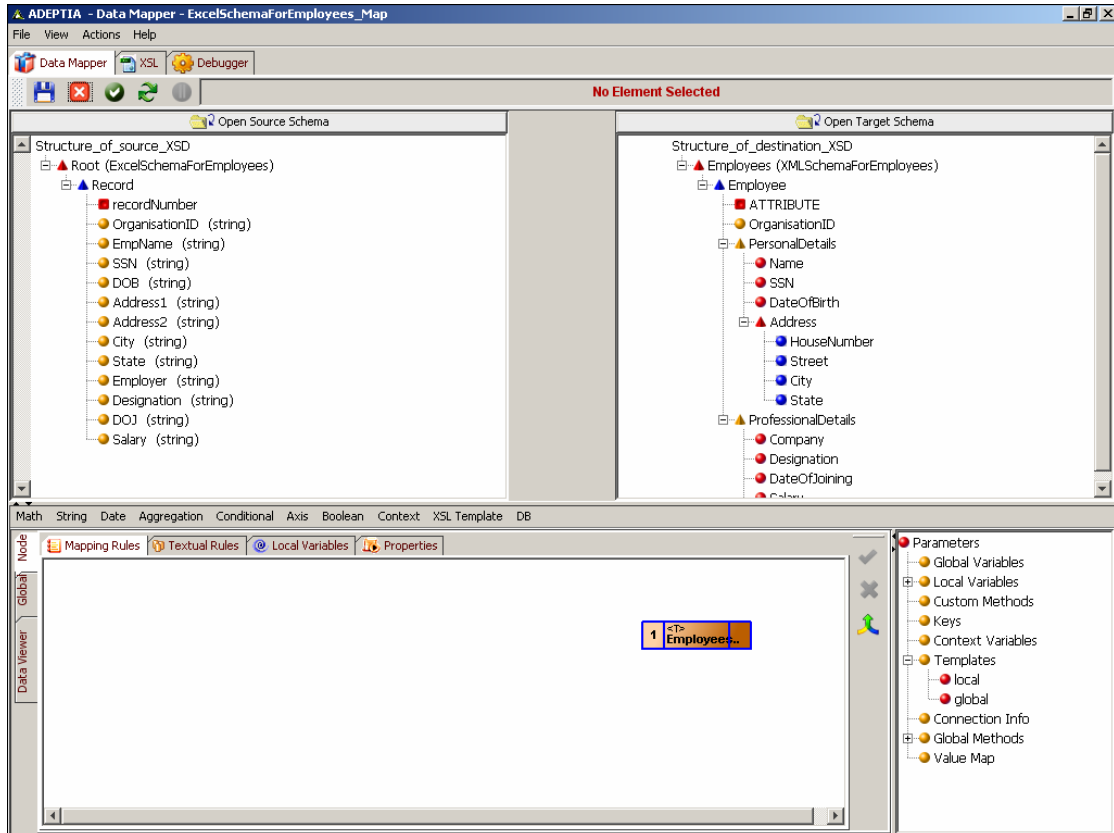 ADEPTIA - Data Mapper - ExcelSchemaForEmployees_Map
File View Actions Help
Data Mapper XSL Debugger
No Element Selected
Open Source Schema
Structure_of_source_XSD
Root (ExcelSchemaForEmployees)
Record
recordNumber
OrganisationID (string)
EmpName (string)
SSN (string)
DOB (string)
Address1 (string)
Address2 (string)
City (string)
State (string)
Employer (string)
Designation (string)
DOJ (string)
Salary (string)
Open Target Schema
Structure_of_destination_XSD
Employees (XMLSchemaForEmployees)
Employee
ATTRIBUTE
OrganisationID
PersonalDetails
Name
SSN
DateOfBirth
Address
HouseNumber
Street
City
State
ProfessionalDetails
Company
Designation
DateOfJoining
Salary
Math String Date Aggregation Conditional Axis Boolean Context XSL Template DB
Node
Global
Data Viewer
Mapping Rules Textual Rules Local Variables Properties
1 <T>
Employees..
Parameters
Global Variables
Local Variables
Custom Methods
Keys
Context Variables
Templates
local
global
Connection Info
Global Methods
Value Map